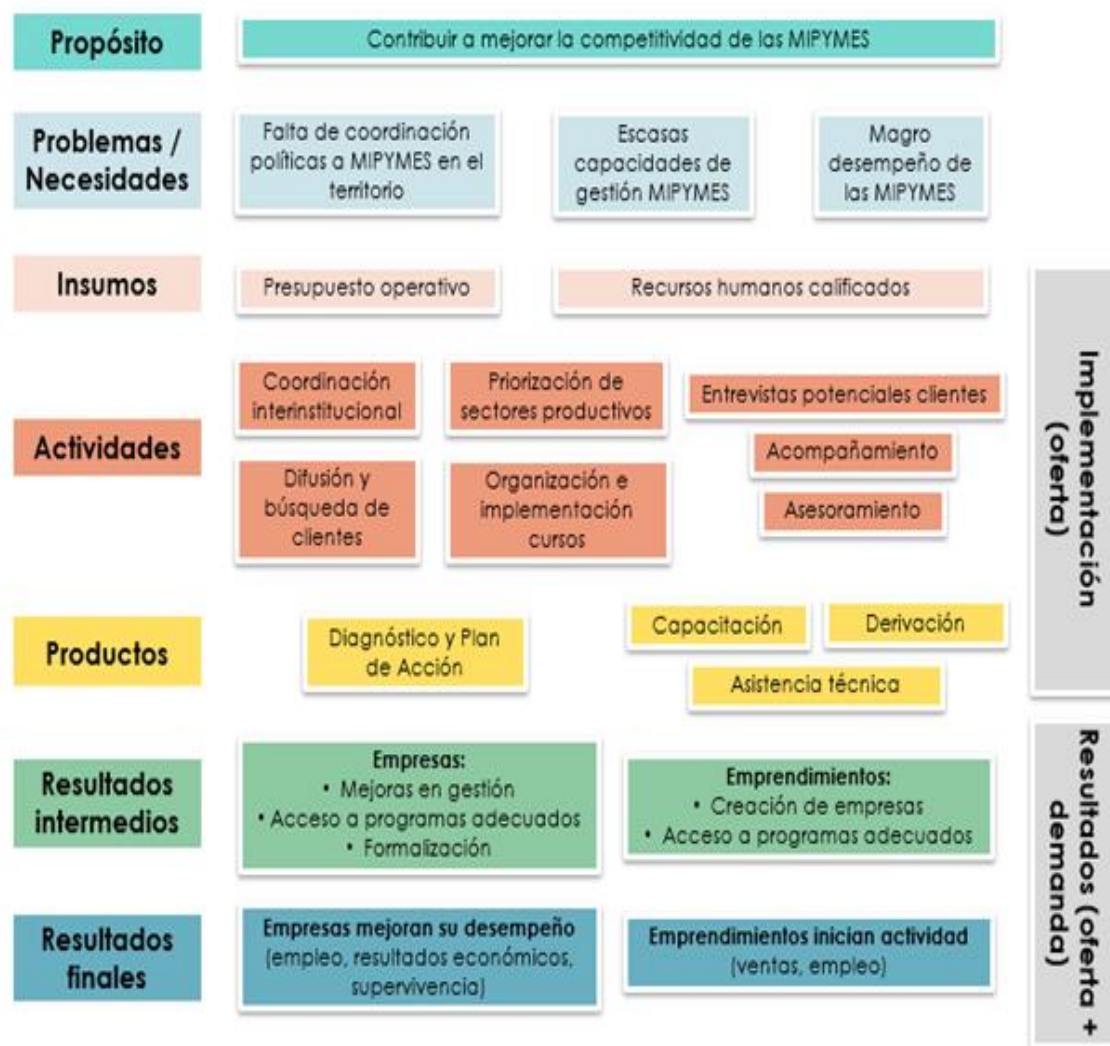 Propósito
Contribuir a mejorar la competitividad de las MIPYMES
Problemas /
Necesidades
Falta de coordinación
políticas a MIPYMES en el
territorio
Escasas
capacidades de
gestión MIPYMES
Magro
desempeño de
las MIPYMES
Insumos
Presupuesto operativo
Recursos humanos calificados
Actividades
Coordinación
interinstitucional
Priorización de
sectores productivos
Entrevistas potenciales clientes
Acompañamiento
Difusión y
búsqueda de
clientes
Organización e
implementación
cursos
Asesoramiento
Productos
Diagnóstico y Plan
de Acción
Capacitación
Derivación
Asistencia técnica
Implementación
(oferta)
Resultados
intermedios
Empresas:
• Mejoras en gestión
• Acceso a programas adecuados
• Formalización
Emprendimientos:
• Creación de empresas
• Acceso a programas adecuados
Resultados
finales
Empresas mejoran su desempeño
(empleo, resultados económicos,
supervivencia)
Emprendimientos inician actividad
(ventas, empleo)
Resultados (oferta +
demanda)